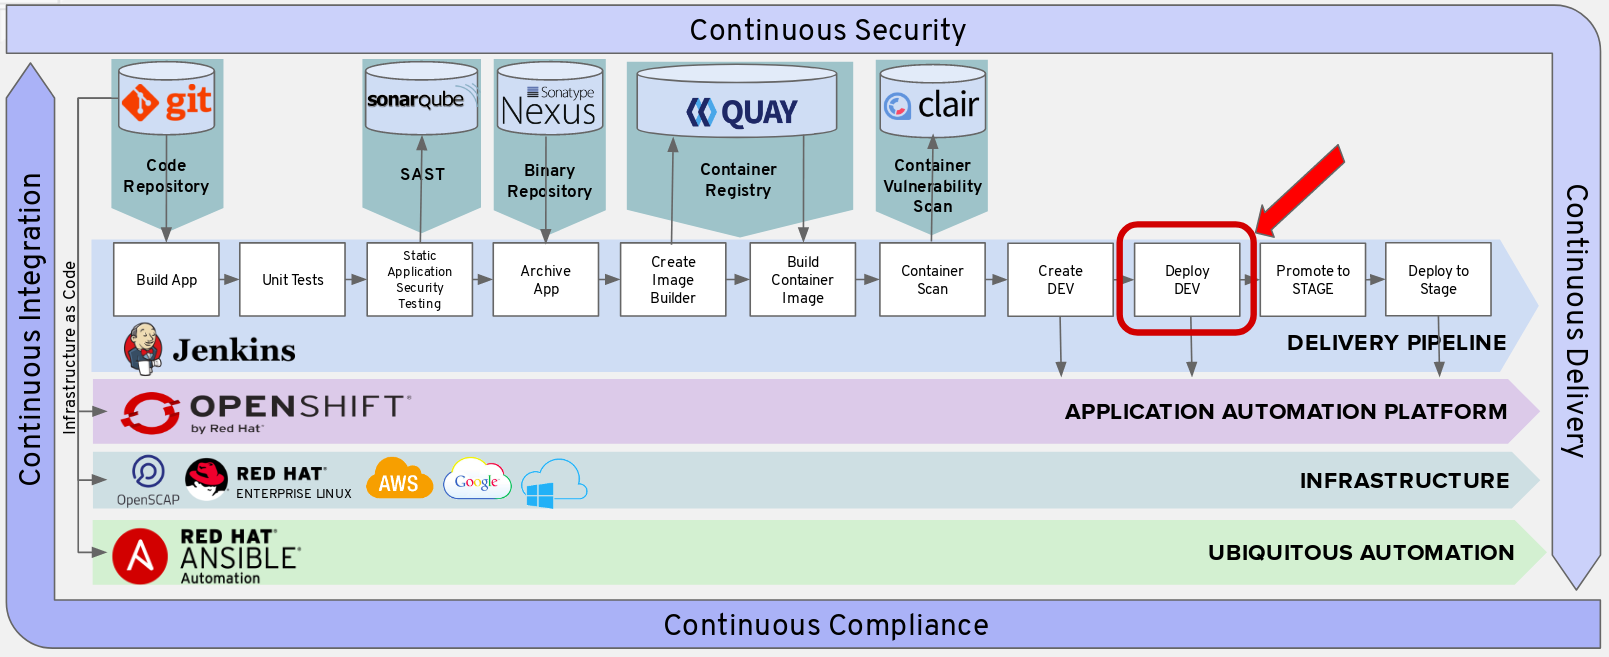 Continuous Security
Continuous Integration
Infrastructure as Code
git
Code
Repository
sonarqube
SAST
Sonatype
Nexus
Binary
Repository
QUAY
Container
Registry
clair
Container
Vulnerability
Scan
Build App
Unit Tests
Static
Application
Security
Testing
Archive
App
Create
Image
Builder
Build
Container
Image
Container
Scan
Create
DEV
Deploy
DEV
Promote to
STAGE
Deploy to
Stage
Jenkins
DELIVERY PIPELINE
OPENSHIFT®
by Red Hat®
APPLICATION AUTOMATION PLATFORM
OpenSCAP
RED HAT®
ENTERPRISE LINUX
AWS
Google
INFRASTRUCTURE
RED HAT®
ANSIBLE®
Automation
UBIQUITOUS AUTOMATION
Continuous Delivery
Continuous Compliance